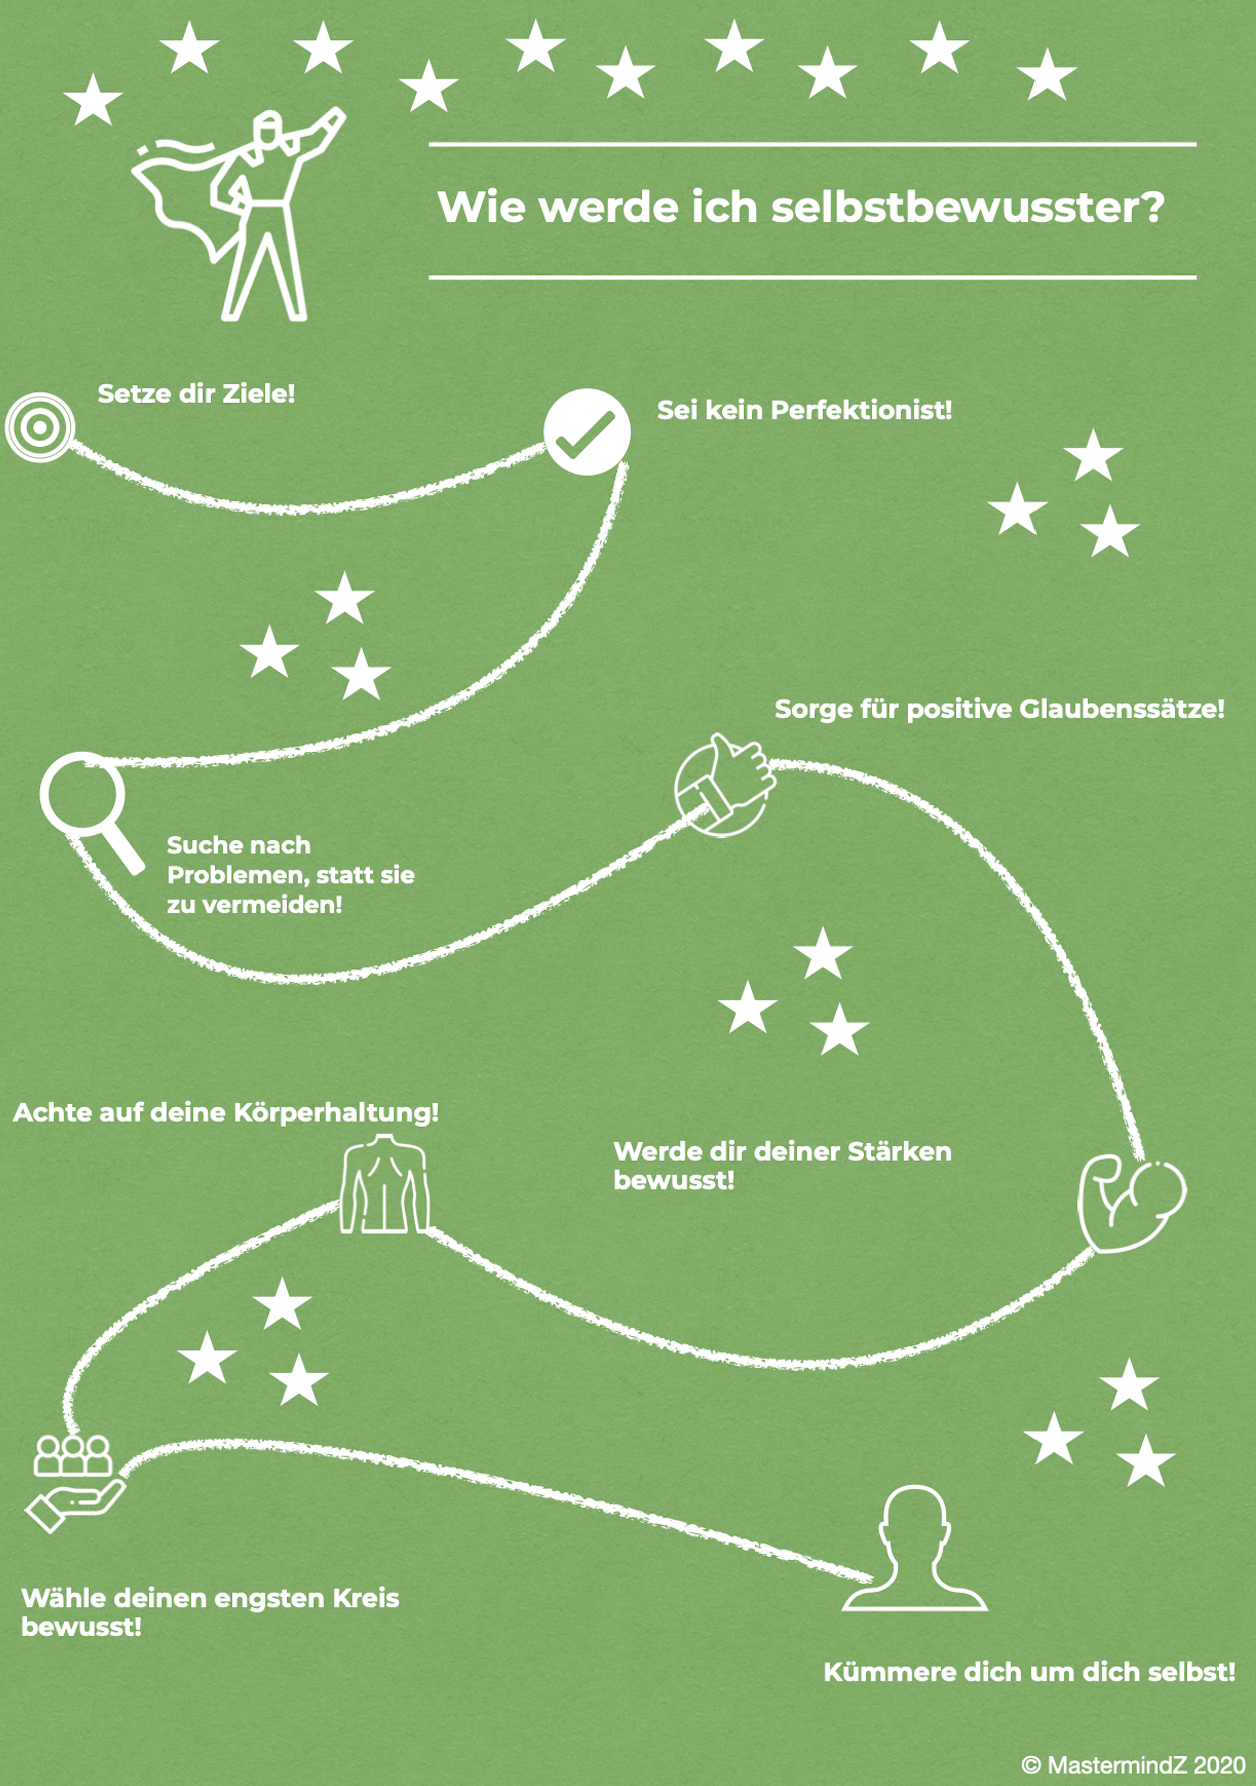 Wie werde ich selbstbewusster?
Setze dir Ziele!
Sei kein Perfektionist!
Sorge für positive Glaubenssätze!
Suche nach
Problemen, statt sie
zu vermeiden!
Achte auf deine Körperhaltung!
Werde dir deiner Stärken
bewusst!
Wähle deinen engsten Kreis
bewusst!
Kümmere dich um dich selbst!
© MastermindZ 2020